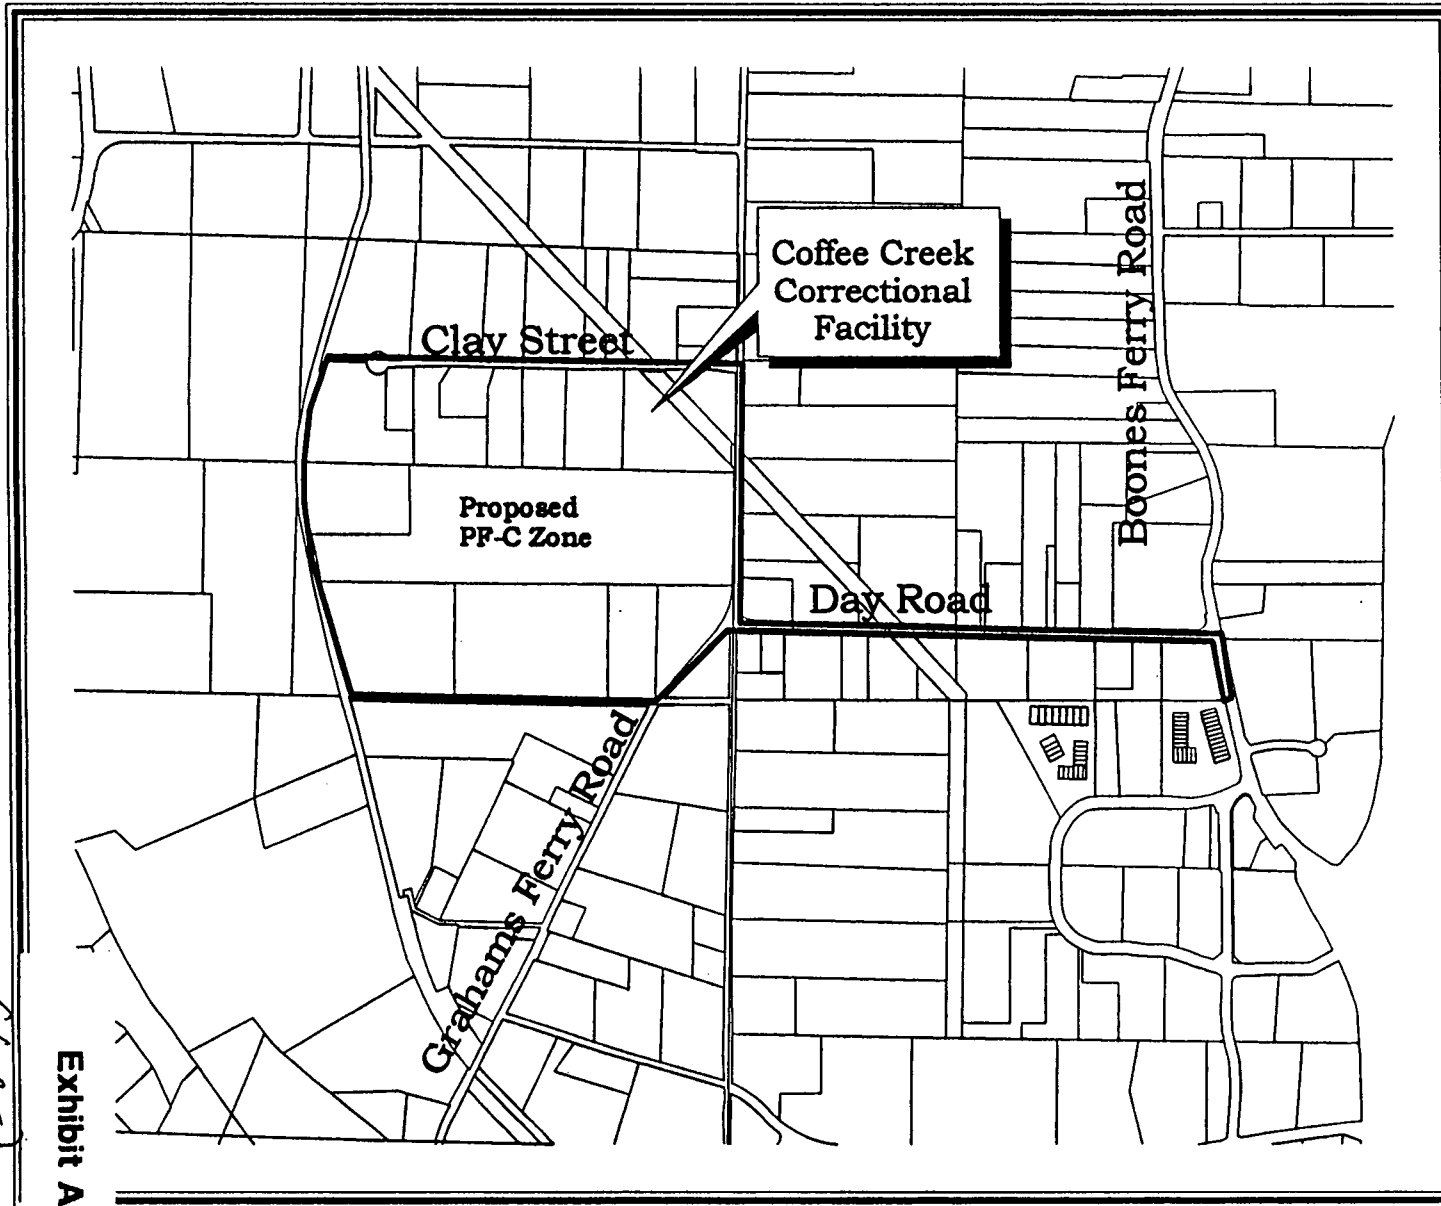 Coffee Creek
Correctional
Facility
Boones Ferry Road
Clay Street
Proposed
PF-C Zone
Day Road
Grahams Ferry Road
Exhibit A